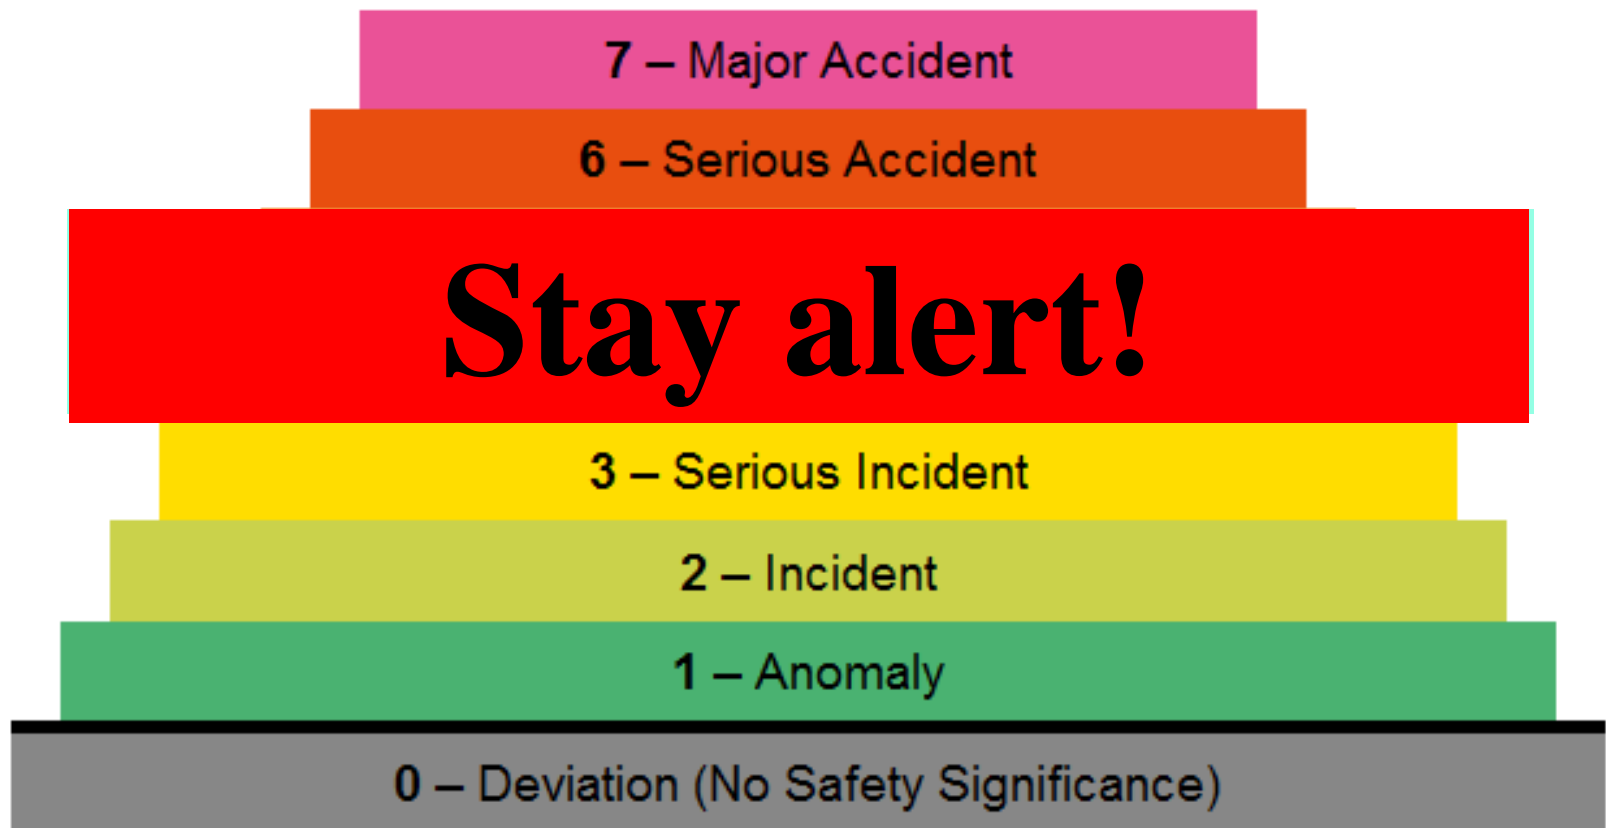 7 – Major Accident
6 – Serious Accident
Stay alert!
3 – Serious Incident
2 – Incident
1 – Anomaly
0 – Deviation (No Safety Significance)